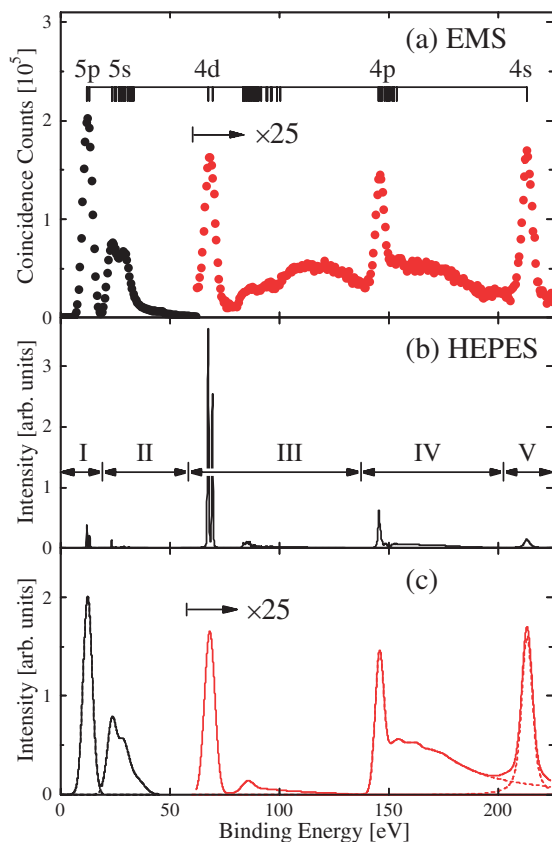 (a) EMS
5p 5s 4d 4p 4s
×25
Coincidence Counts [10⁵]
3
2
1
0
(b) HEPES
I II III IV V
Intensity [arb. units]
3
2
1
0
(c)
×25
Intensity [arb. units]
2
1
0
0 50 100 150 200
Binding Energy [eV]